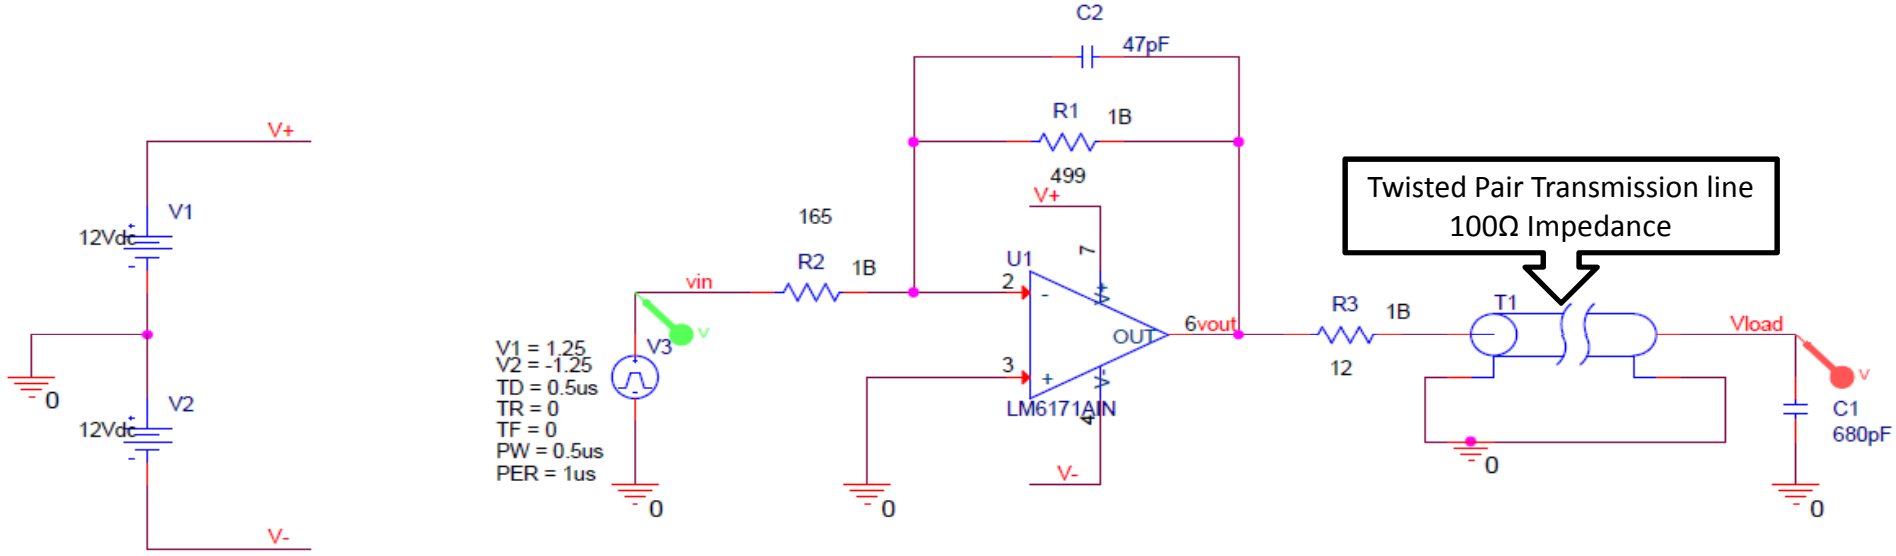 V+
V1
12Vdc
0
V2
12Vdc
V-
vin
V1 = 1.25
V2 = -1.25
TD = 0.5us
TR = 0
TF = 0
PW = 0.5us
PER = 1us
V3
V
0
165
R2
1B
C2
47pF
R1
1B
499
V+
7
U1
2
-
V+
OUT
6
vout
3
+
V-
LM6171AIN
4
V-
0
R3
1B
12
Twisted Pair Transmission line
100Ω Impedance
T1
0
Vload
V
C1
680pF
0